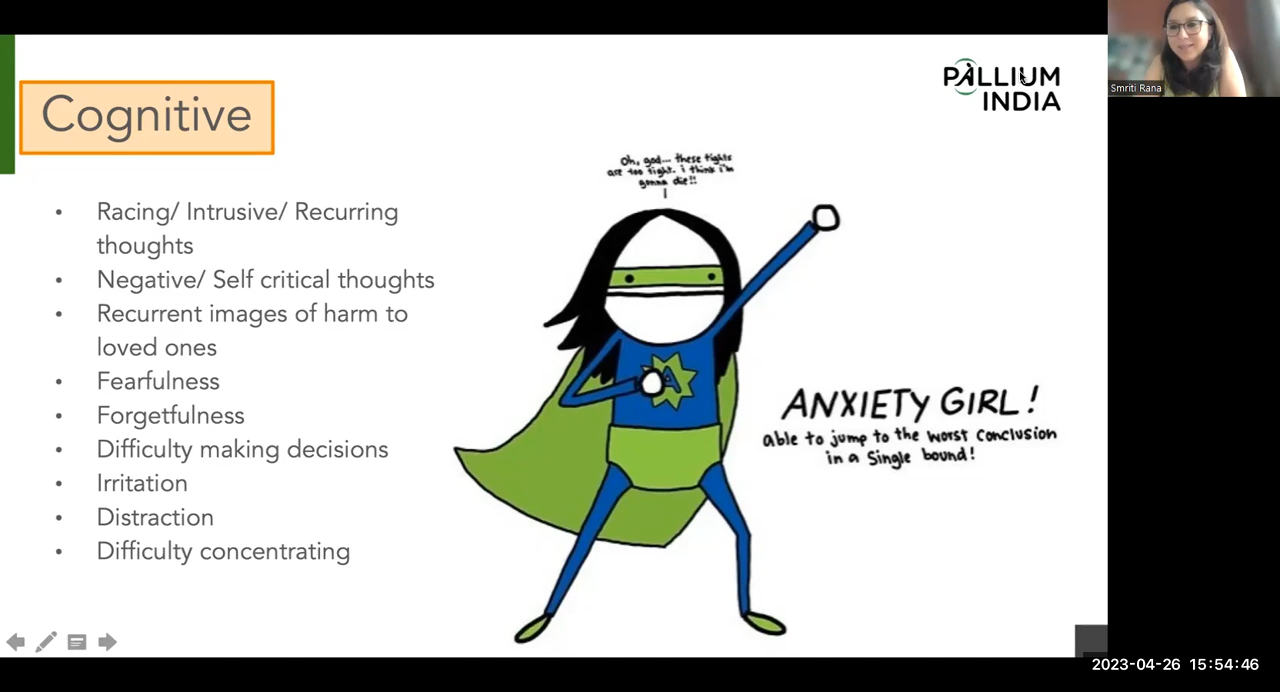 Cognitive
PALLIUM
INDIA
Smriti Rana
Oh, god... these tights
are too tight. i think i'm
gonna die!!
• Racing/ Intrusive/ Recurring
thoughts
• Negative/ Self critical thoughts
• Recurrent images of harm to
loved ones
• Fearfulness
• Forgetfulness
• Difficulty making decisions
• Irritation
• Distraction
• Difficulty concentrating
A
ANXIETY GIRL!
able to jump to the worst conclusion
in a single bound!
2023-04-26 15:54:46